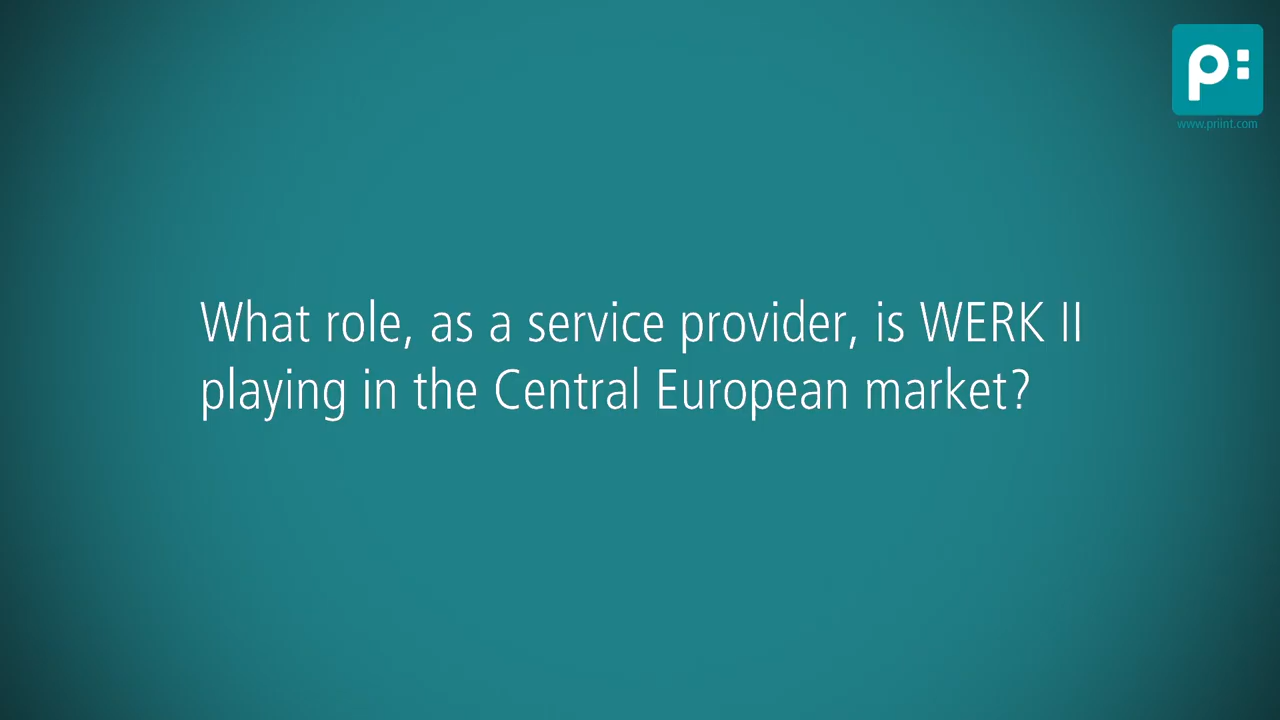 p:
www.priint.com
What role, as a service provider, is WERK II
playing in the Central European market?